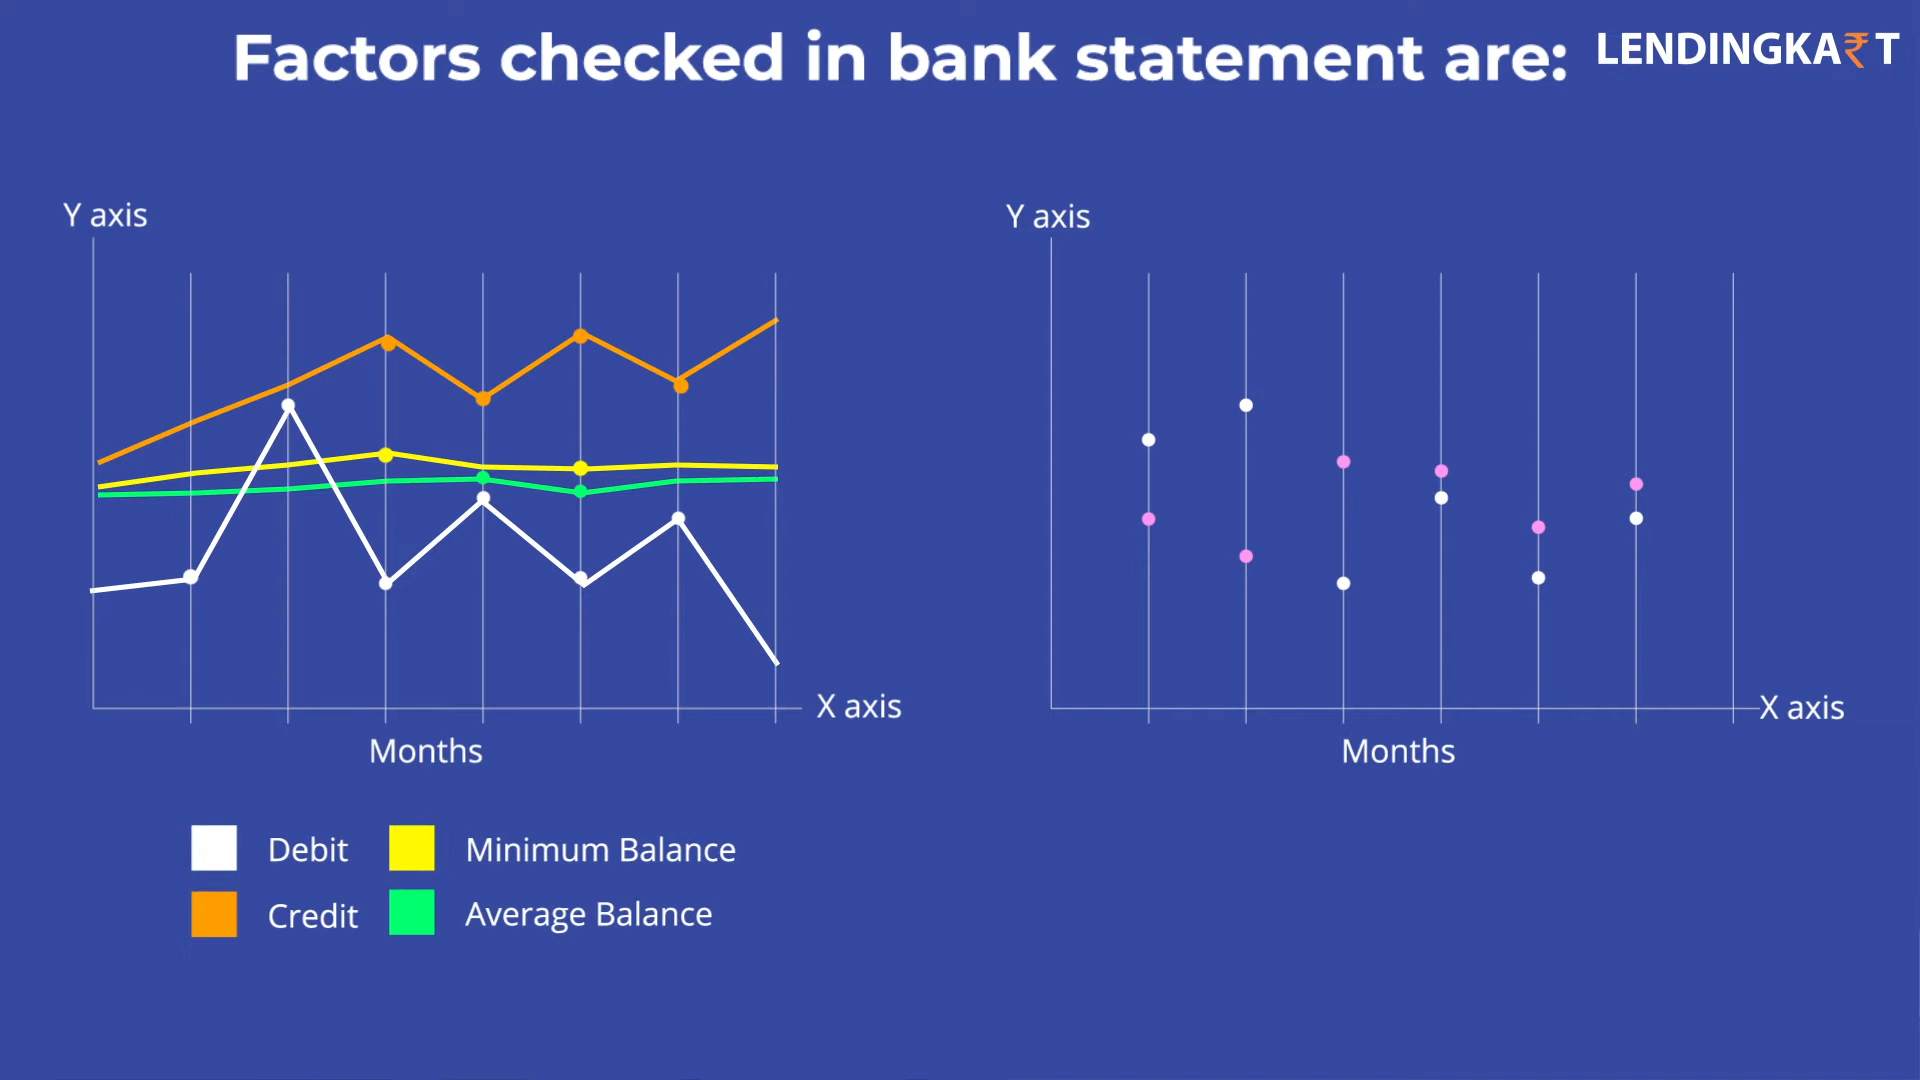 Factors checked in bank statement are:
LENDINGKA₹T
Y axis
X axis
Months
Y axis
X axis
Months
Debit
Minimum Balance
Credit
Average Balance